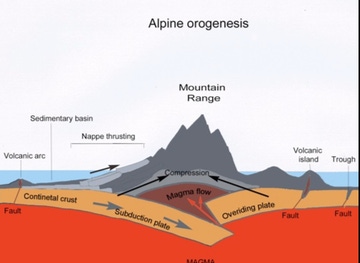 Alpine orogenesis
Mountain
Range
Sedimentary basin
Nappe thrusting
Volcanic arc
Volcanic
island
Trough
Compression
Magma flow
Continetal crust
Overiding plate
Fault
Subduction plate
Fault
Fault
MAGMA